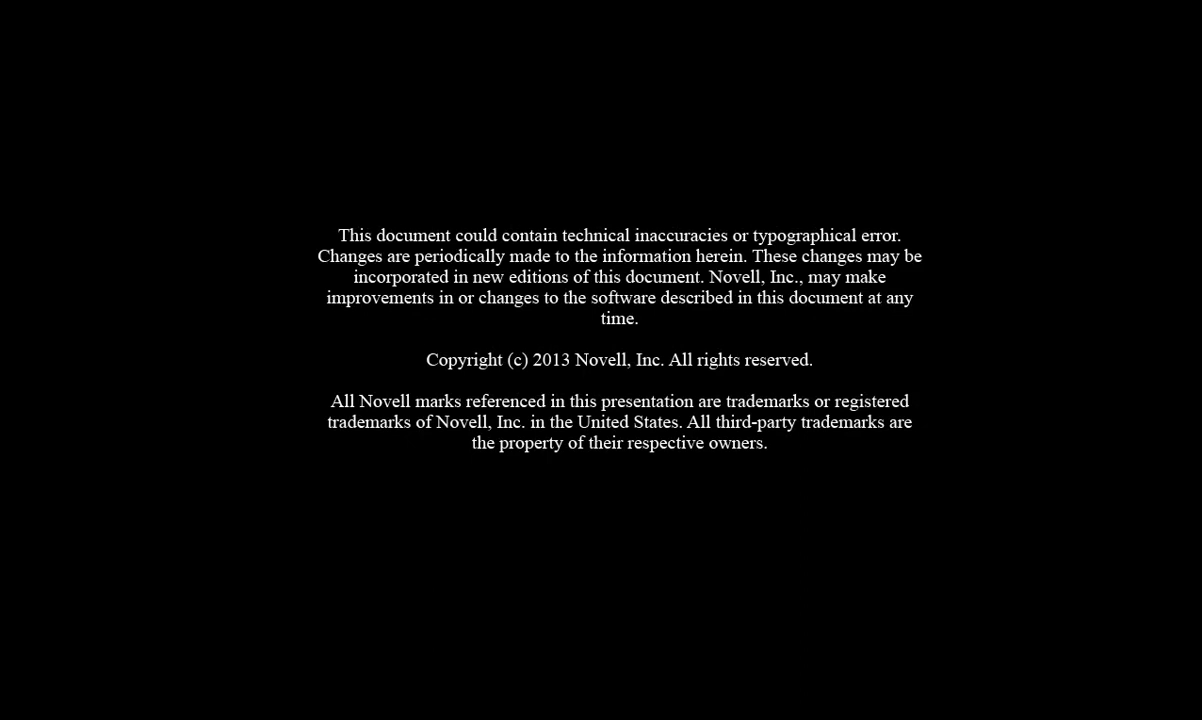 This document could contain technical inaccuracies or typographical error.
Changes are periodically made to the information herein. These changes may be
incorporated in new editions of this document. Novell, Inc., may make
improvements in or changes to the software described in this document at any
time.
Copyright (c) 2013 Novell, Inc. All rights reserved.
All Novell marks referenced in this presentation are trademarks or registered
trademarks of Novell, Inc. in the United States. All third-party trademarks are
the property of their respective owners.